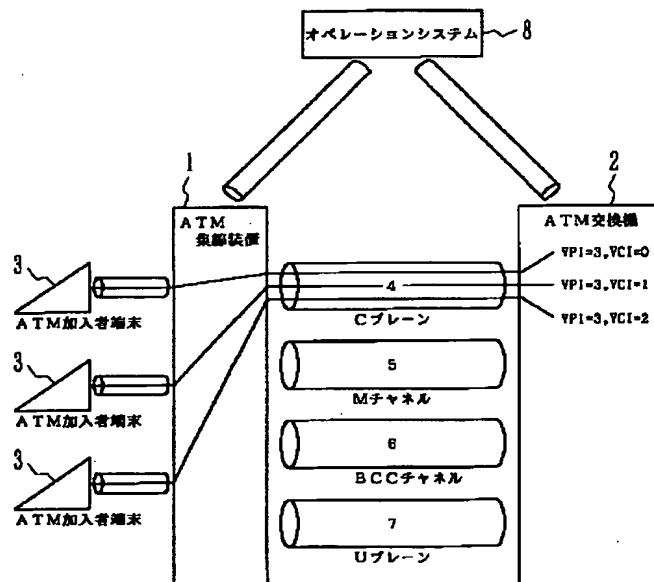 オペレーションシステム
8
1
2
ATM
集線装置
ATM交換機
VPI=3,VCI=0
3
4
VPI=3,VCI=1
ATM加入者端末
Cプレーン
VPI=3,VCI=2
3
5
ATM加入者端末
Mチャネル
6
3
BCCチャネル
ATM加入者端末
7
Uプレーン